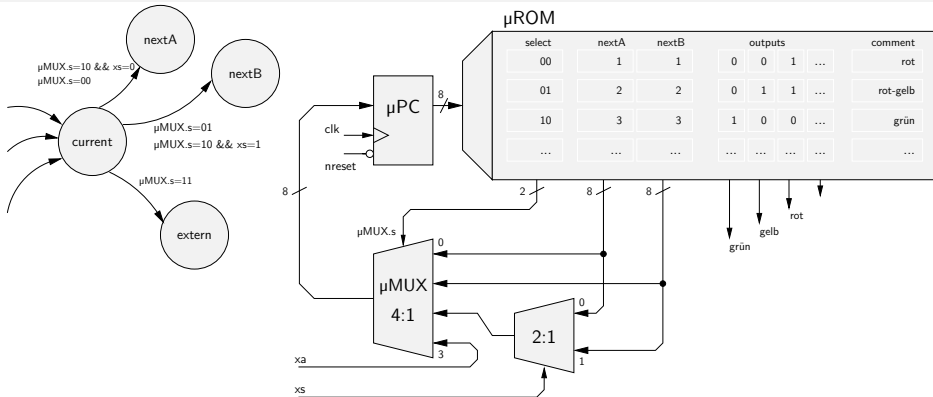 µROM
select nextA nextB outputs comment
00 1 1 0 0 1 ... rot
01 2 2 0 1 1 ... rot-gelb
10 3 3 1 0 0 ... grün
... ... ... ... ... ... ... ...
nextA
µMUX.s=10 && xs=0
µMUX.s=00
nextB
current
µMUX.s=01
µMUX.s=10 && xs=1
µMUX.s=11
extern
µPC
8
clk
nreset
8
2
8
8
µMUX.s
rot
gelb
grün
0
µMUX
4:1
3
0
2:1
1
xa
xs